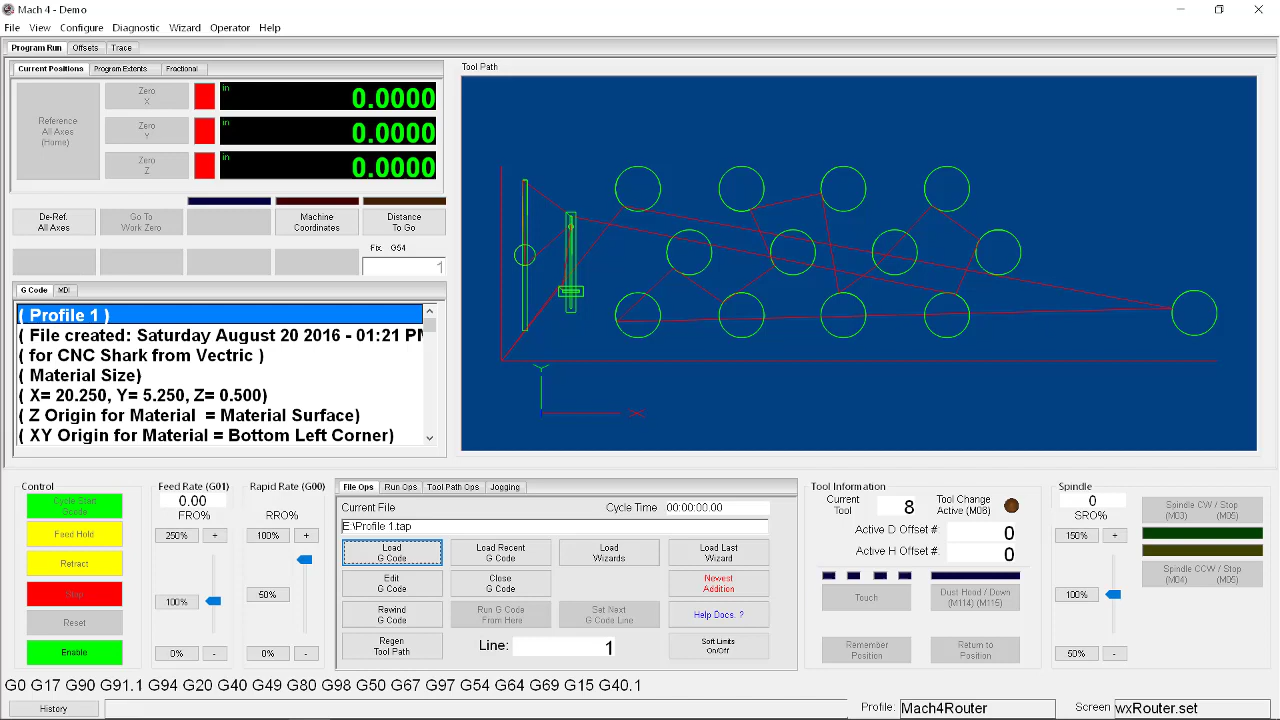 Mach 4 - Demo
File View Configure Diagnostic Wizard Operator Help
Program Run Offsets Trace
Current Positions Program Extents Fractional
Tool Path
Reference
All Axes
(Home)
Zero
X
in
0.0000
Zero
Y
in
0.0000
Zero
Z
in
0.0000
De-Ref.
All Axes
Go To
Work Zero
Machine
Coordinates
Distance
To Go
Fix. G54
1
G Code MDI
( Profile 1 )
( File created: Saturday August 20 2016 - 01:21 PM
( for CNC Shark from Vectric )
( Material Size)
( X= 20.250, Y= 5.250, Z= 0.500)
( Z Origin for Material = Material Surface)
( XY Origin for Material = Bottom Left Corner)
Y
X
Control
Cycle Start
Gcode
Feed Hold
Retract
Stop
Reset
Enable
Feed Rate (G01)
0.00
FRO%
250% +
100%
0% -
Rapid Rate (G00)
RRO%
100% +
50%
0% -
File Ops Run Ops Tool Path Ops Jogging
Current File
Cycle Time 00:00:00.00
E:\Profile 1.tap
Load
G Code
Load Recent
G Code
Load
Wizards
Load Last
Wizard
Edit
G Code
Close
G Code
Newest
Addition
Rewind
G Code
Run G Code
From Here
Set Next
G Code Line
Help Docs. ?
Regen
Tool Path
Line: 1
Soft Limits
On/Off
Tool Information
Current
Tool
8
Tool Change
Active (M06)
Active D Offset #: 0
Active H Offset #: 0
Touch
Dust Hood / Down
(M114) (M115)
Remember
Position
Return to
Position
Spindle
0
SRO%
150% +
100%
50% -
Spindle CW / Stop
(M03) (M05)
Spindle CCW / Stop
(M04) (M05)
G0 G17 G90 G91.1 G94 G20 G40 G49 G80 G98 G50 G67 G97 G54 G64 G69 G15 G40.1
History
Profile: Mach4Router
Screen wxRouter.set